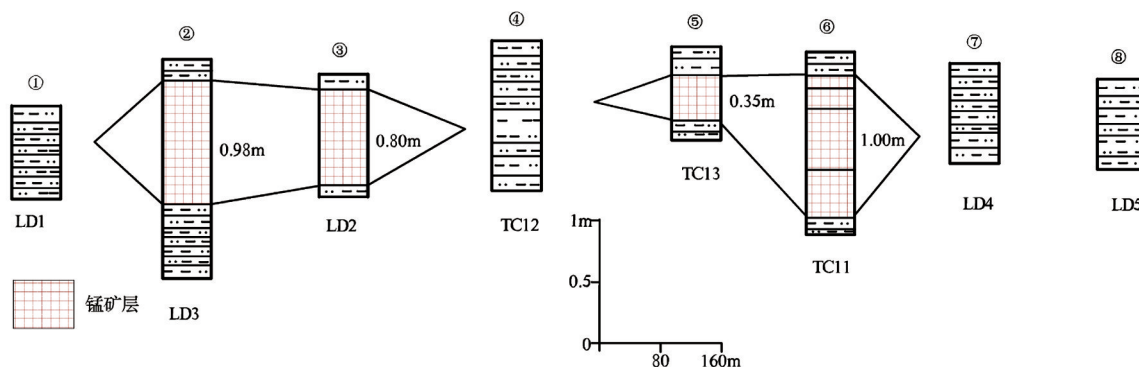 ①
②
③
④
⑤
⑥
⑦
⑧
0.98m
0.80m
0.35m
1.00m
LD1
LD3
LD2
TC12
TC13
TC11
LD4
LD5
锰矿层
1m
0.5
0
80
160m